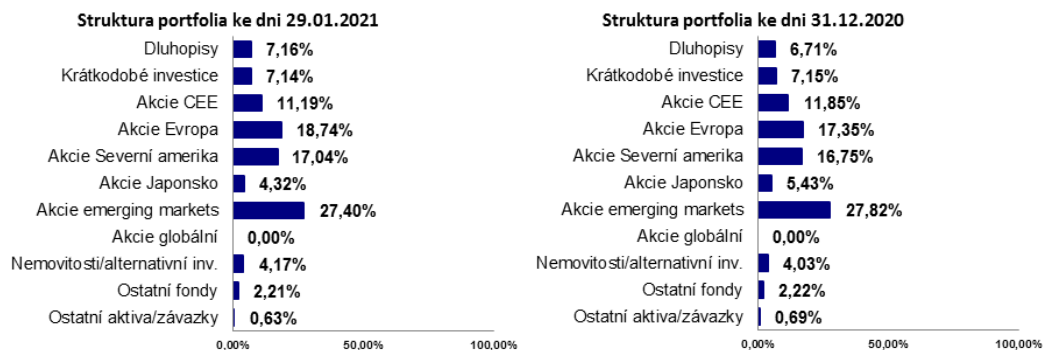 Struktura portfolia ke dni 29.01.2021
Dluhopisy 7,16%
Krátkodobé investice 7,14%
Akcie CEE 11,19%
Akcie Evropa 18,74%
Akcie Severní amerika 17,04%
Akcie Japonsko 4,32%
Akcie emerging markets 27,40%
Akcie globální 0,00%
Nemovitosti/alternativní inv. 4,17%
Ostatní fondy 2,21%
Ostatní aktiva/závazky 0,63%
0,00% 50,00% 100,00%
Struktura portfolia ke dni 31.12.2020
Dluhopisy 6,71%
Krátkodobé investice 7,15%
Akcie CEE 11,85%
Akcie Evropa 17,35%
Akcie Severní amerika 16,75%
Akcie Japonsko 5,43%
Akcie emerging markets 27,82%
Akcie globální 0,00%
Nemovitosti/alternativní inv. 4,03%
Ostatní fondy 2,22%
Ostatní aktiva/závazky 0,69%
0,00% 50,00% 100,00%